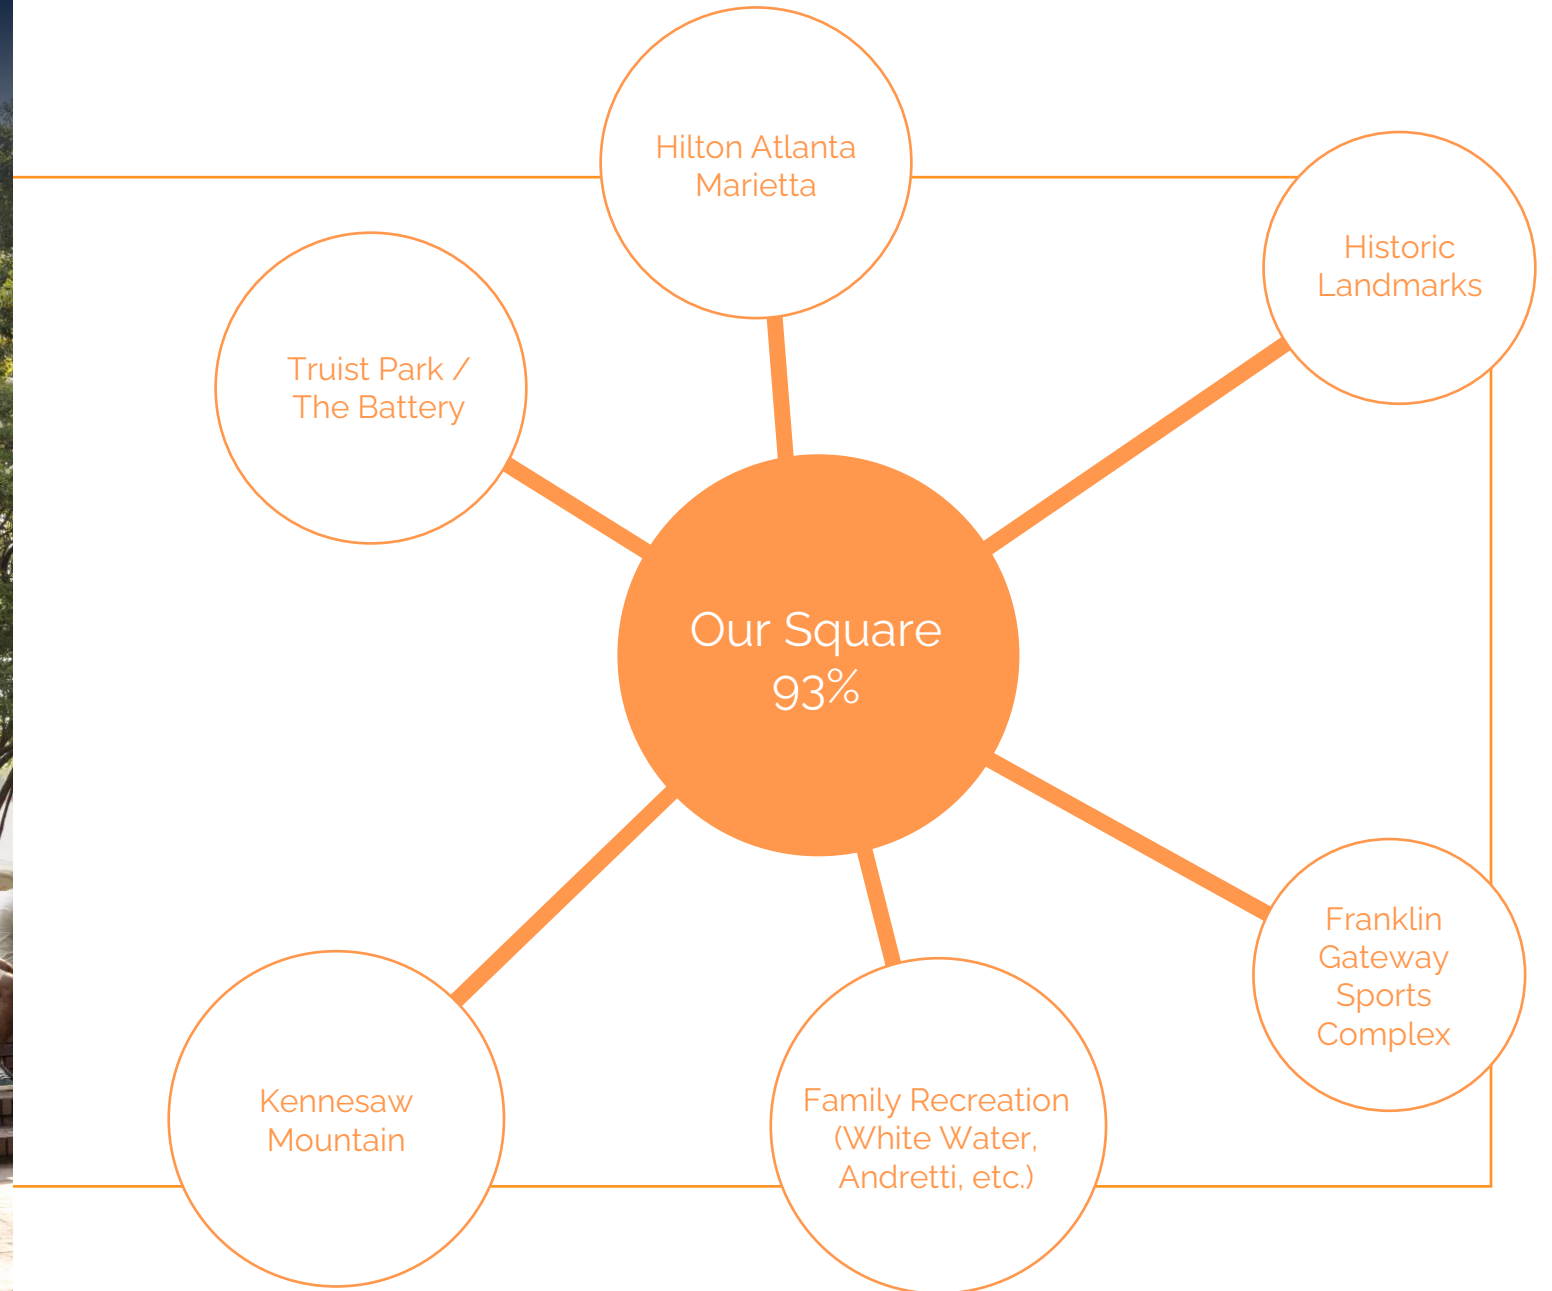 Hilton Atlanta
Marietta
Historic
Landmarks
Truist Park /
The Battery
Our Square
93%
Franklin
Gateway
Sports
Complex
Kennesaw
Mountain
Family Recreation
(White Water,
Andretti, etc.)